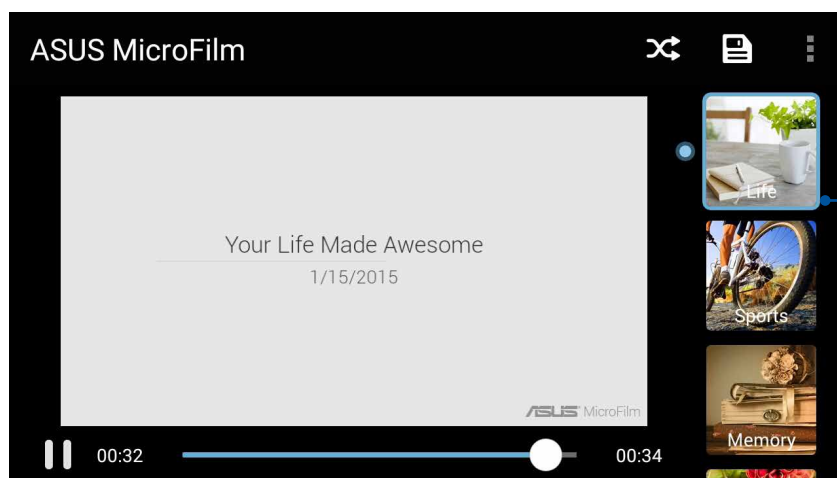 ASUS MicroFilm
Your Life Made Awesome
1/15/2015
ASUS MicroFilm
Life
Sports
Memory
00:32
00:34